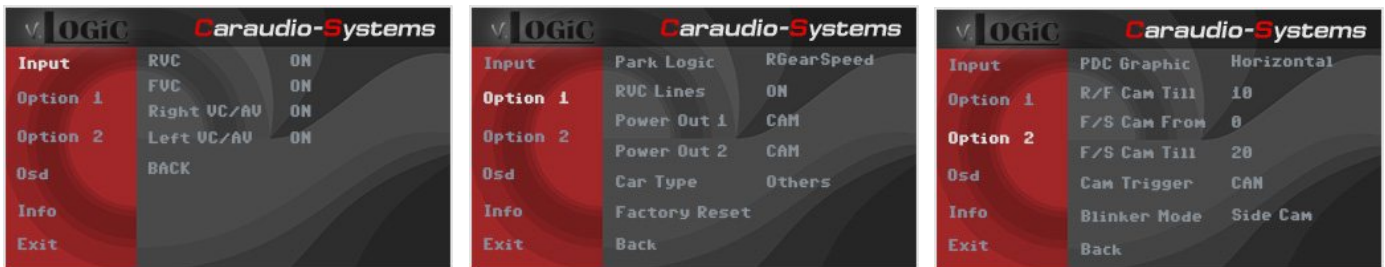 v.LOGiC Caraudio-Systems
Input RVC ON
FVC ON
Option 1 Right VC/AV ON
Option 2 Left VC/AV ON
Osd BACK
Info
Exit
v.LOGiC Caraudio-Systems
Input Park Logic RGearSpeed
Option 1 RVC Lines ON
Power Out 1 CAM
Option 2 Power Out 2 CAM
Osd Car Type Others
Info Factory Reset
Exit Back
v.LOGiC Caraudio-Systems
Input PDC Graphic Horizontal
Option 1 R/F Cam Till 10
F/S Cam From 0
Option 2 F/S Cam Till 20
Osd Cam Trigger CAN
Info Blinker Mode Side Cam
Exit Back